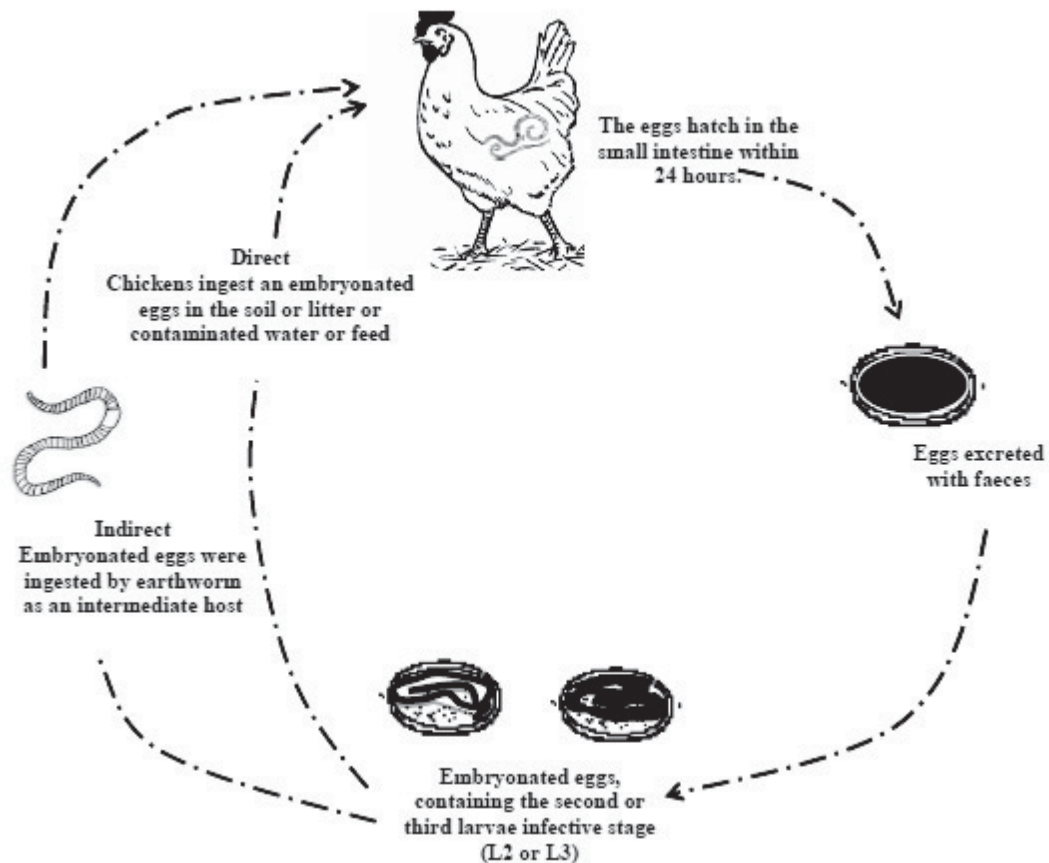 The eggs hatch in the
small intestine within
24 hours.
Direct
Chickens ingest an embryonated
eggs in the soil or litter or
contaminated water or feed
Eggs excreted
with faeces
Indirect
Embryonated eggs were
ingested by earthworm
as an intermediate host
Embryonated eggs,
containing the second or
third larvae infective stage
(L2 or L3)